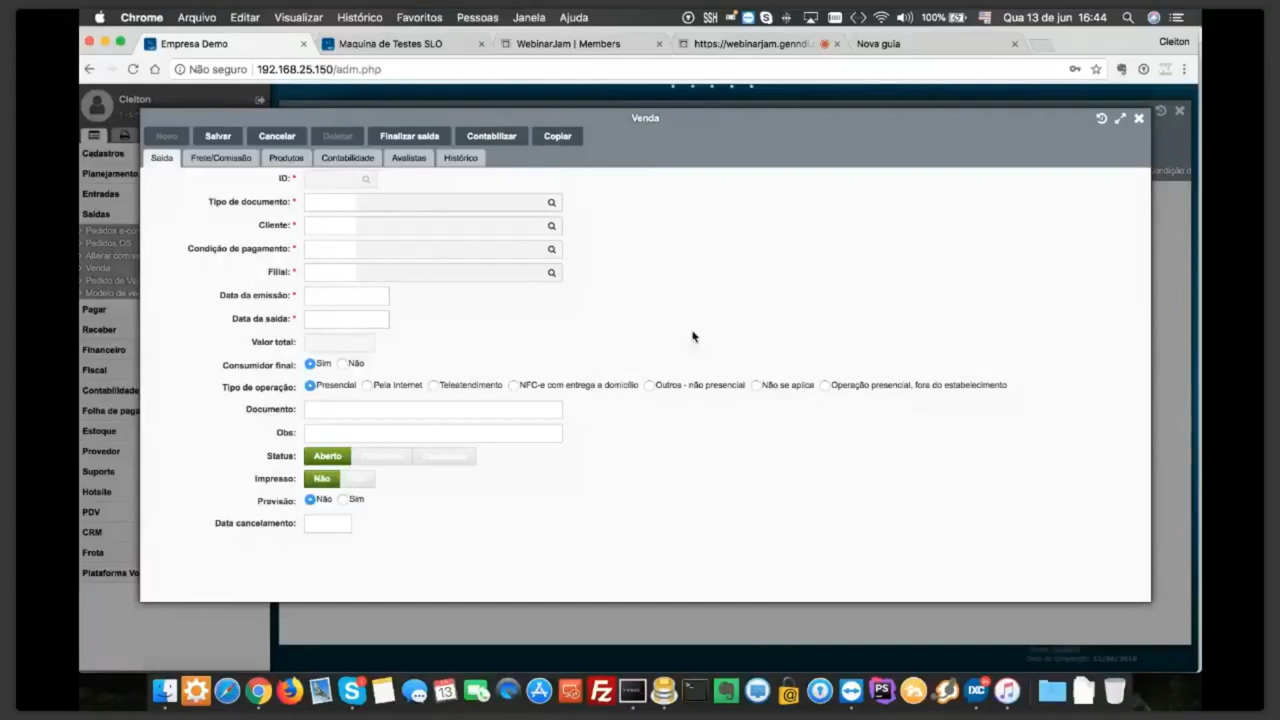 Chrome Arquivo Editar Visualizar Histórico Favoritos Pessoas Janela Ajuda SSH 100% Qua 13 de jun 16:44
Empresa Demo Maquina de Testes SLO WebinarJam | Members https://webinarjam.genndi. Nova guia Cleiton
Não seguro 192.168.25.150/adm.php
Cleiton
Venda
Novo Salvar Cancelar Deletar Finalizar saída Contabilizar Copiar
Saída Frete/Comissão Produtos Contabilidade Avalistas Histórico
Cadastros
Planejamento
Entradas
Saídas
Pedidos e-co
Pedidos OS
Alterar comis
Venda
Pedido de Ve
Modelo de ve
Pagar
Receber
Financeiro
Fiscal
Contabilidade
Folha de paga
Estoque
Provedor
Suporte
Hotsite
PDV
CRM
Frota
Plataforma Vo
ID: *
Tipo de documento: *
Cliente: *
Condição de pagamento: *
Filial: *
Data da emissão: *
Data da saída: *
Valor total:
Consumidor final: Sim Não
Tipo de operação: Presencial Pela Internet Teleatendimento NFC-e com entrega a domicílio Outros - não presencial Não se aplica Operação presencial, fora do estabelecimento
Documento:
Obs:
Status: Aberto
Impresso: Não
Provisão: Não Sim
Data cancelamento:
ondição d
13
PS
IXC